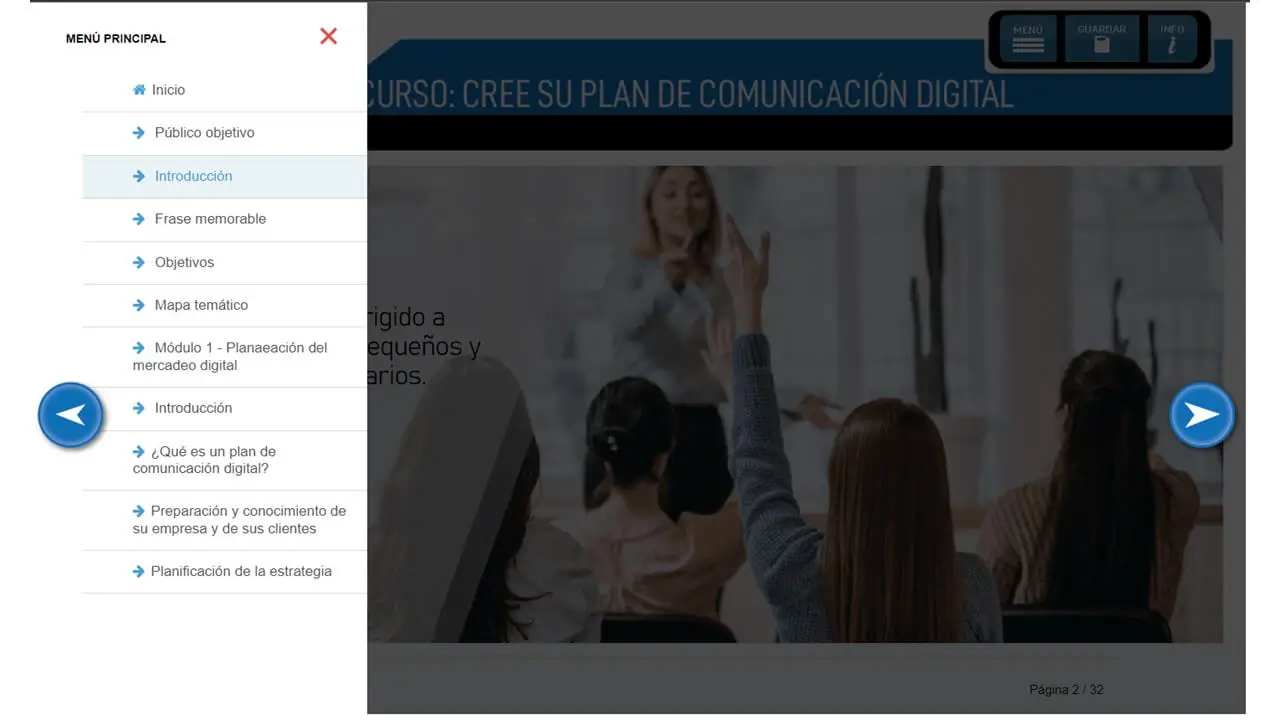 MENÚ PRINCIPAL
Inicio
Público objetivo
Introducción
Frase memorable
Objetivos
Mapa temático
Módulo 1 - Planaeación del
mercadeo digital
Introducción
¿Qué es un plan de
comunicación digital?
Preparación y conocimiento de
su empresa y de sus clientes
Planificación de la estrategia
MENÚ
GUARDAR
INFO
CURSO: CREE SU PLAN DE COMUNICACIÓN DIGITAL
rigido a
equeños y
arios.
Página 2 / 32